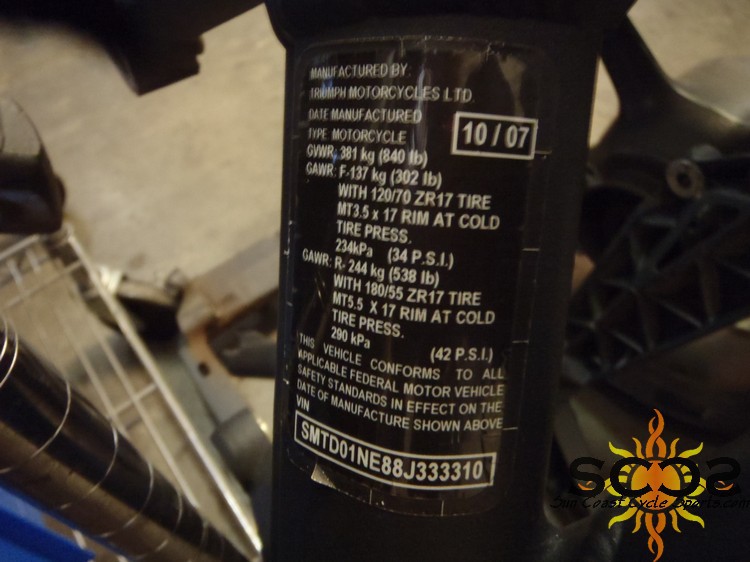 MANUFACTURED BY:
TRIUMPH MOTORCYCLES LTD.
DATE MANUFACTURED
10 / 07
TYPE MOTORCYCLE
GVWR: 381 kg (840 lb)
GAWR: F-137 kg (302 lb)
WITH 120/70 ZR17 TIRE
MT3.5 x 17 RIM AT COLD
TIRE PRESS.
234kPa (34 P.S.I.)
GAWR: R- 244 kg (538 lb)
WITH 180/55 ZR17 TIRE
MT5.5 X 17 RIM AT COLD
TIRE PRESS.
290 kPa (42 P.S.I.)
THIS VEHICLE CONFORMS TO ALL
APPLICABLE FEDERAL MOTOR VEHICLE
SAFETY STANDARDS IN EFFECT ON THE
DATE OF MANUFACTURE SHOWN ABOVE
VIN
SMTD01NE88J333310
Sun Coast Cycle Sports.com